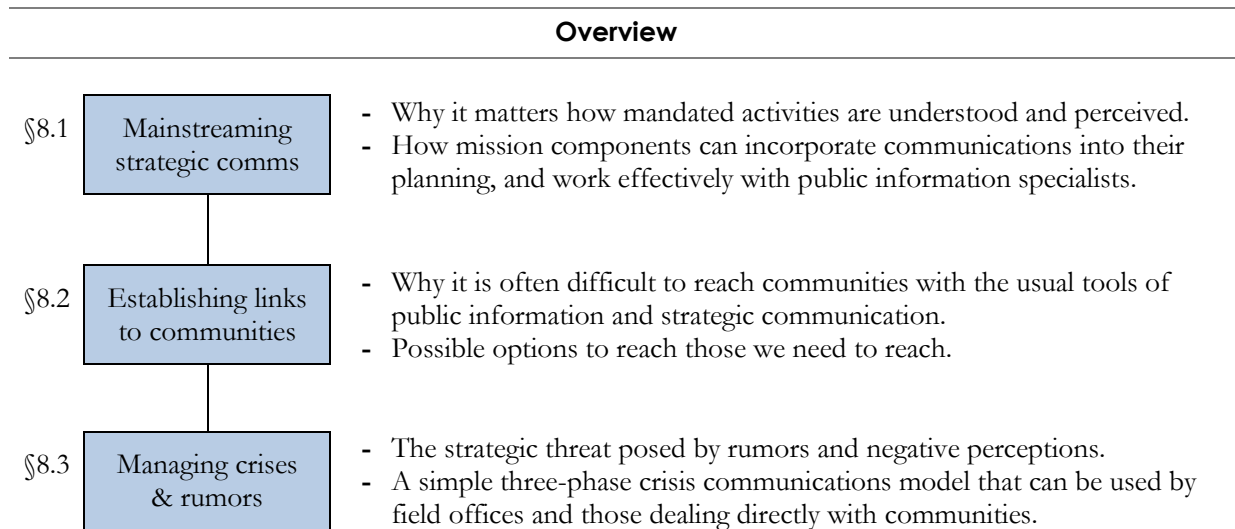 Overview
§8.1
Mainstreaming
strategic comms
- Why it matters how mandated activities are understood and perceived.
- How mission components can incorporate communications into their
planning, and work effectively with public information specialists.
§8.2
Establishing links
to communities
- Why it is often difficult to reach communities with the usual tools of
public information and strategic communication.
- Possible options to reach those we need to reach.
§8.3
Managing crises
& rumors
- The strategic threat posed by rumors and negative perceptions.
- A simple three-phase crisis communications model that can be used by
field offices and those dealing directly with communities.